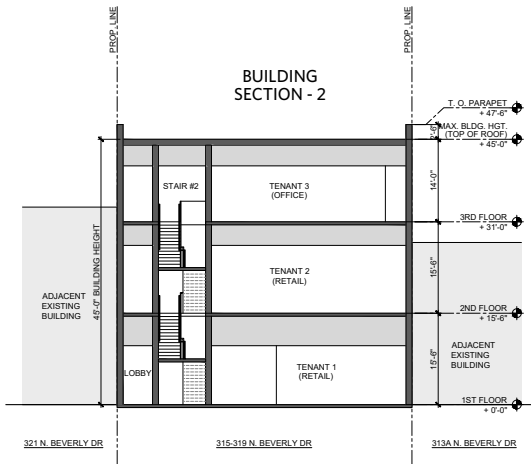 PROP. LINE
PROP. LINE
BUILDING
SECTION - 2
T. O. PARAPET
+ 47'-6"
2'-6"
MAX. BLDG. HGT.
(TOP OF ROOF)
+ 45'-0"
STAIR #2
TENANT 3
(OFFICE)
14'-0"
3RD FLOOR
+ 31'-0"
45'-0" BUILDING HEIGHT
ADJACENT
EXISTING
BUILDING
TENANT 2
(RETAIL)
15'-6"
2ND FLOOR
+ 15'-6"
LOBBY
TENANT 1
(RETAIL)
15'-6"
ADJACENT
EXISTING
BUILDING
1ST FLOOR
+ 0'-0"
321 N. BEVERLY DR
315-319 N. BEVERLY DR
313A N. BEVERLY DR